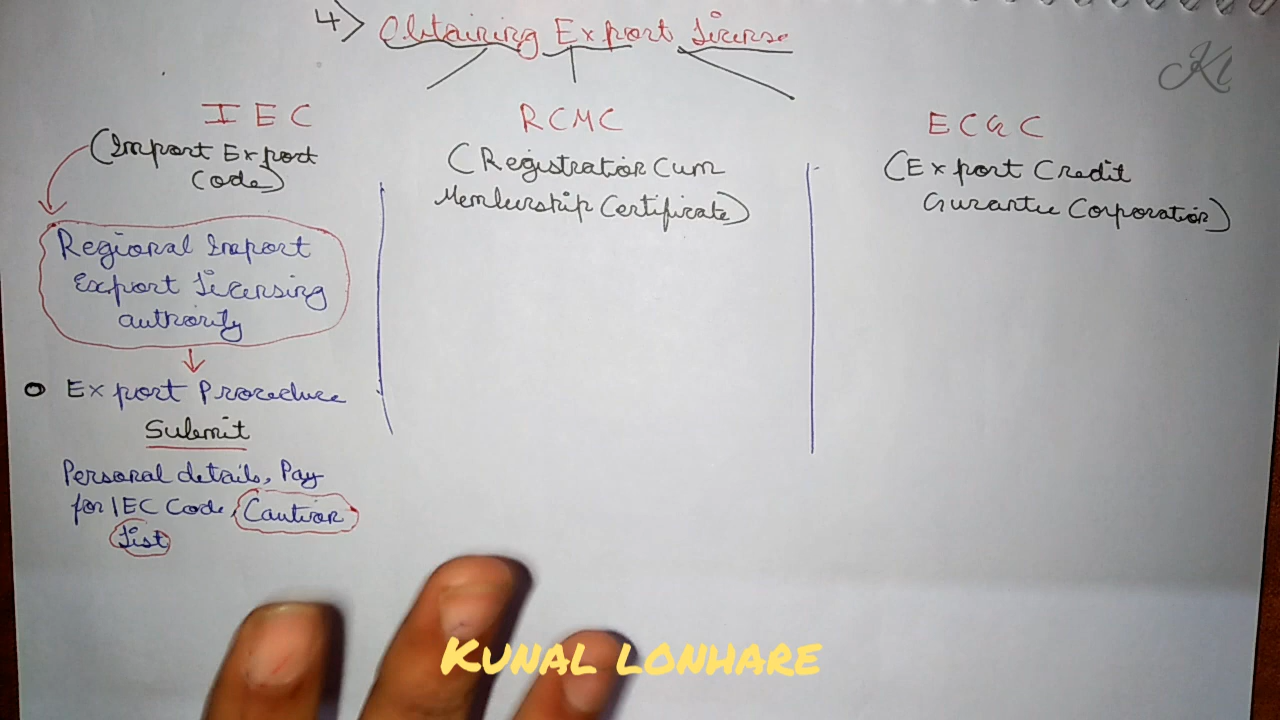 4) Obtaining Export License
Kl
IEC
(Import Export
Code)
Regional Import
Export Licensing
authority
Export Procedure
Submit
Personal details, Pay
for IEC Code, Caution
List
RCMC
(Registration Cum
Membership Certificate)
ECGC
(Export Credit
Gurantee Corporation)
KUNAL LONHARE